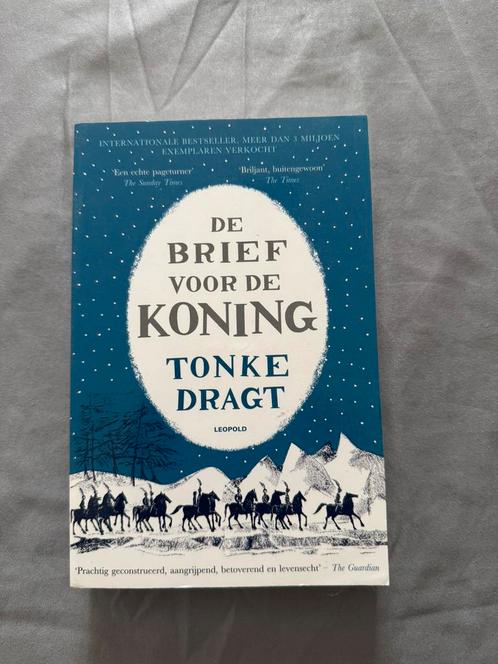 INTERNATIONALE BESTSELLER, MEER DAN 3 MILJOEN
EXEMPLAREN VERKOCHT
'Een echte pageturner'
The Sunday Times
'Briljant, buitengewoon'
The Times
DE
BRIEF
VOOR DE
KONING
TONKE
DRAGT
LEOPOLD
'Prachtig geconstrueerd, aangrijpend, betoverend en levensecht' – The Guardian